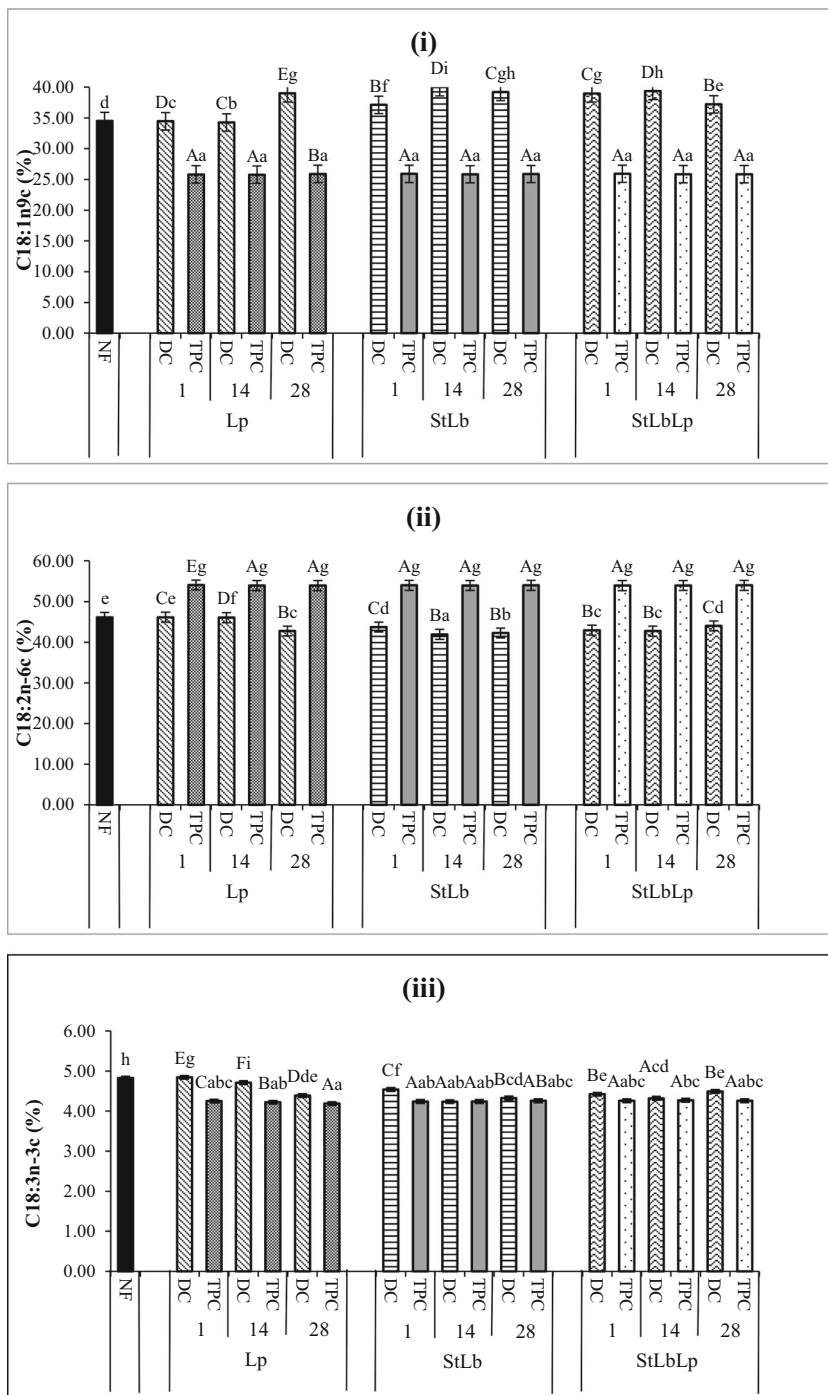 (i)
C18:1n9c (%)
40.00
35.00
30.00
25.00
20.00
15.00
10.00
5.00
0.00
d Dc Aa Cb Aa Eg Ba Bf Aa Di Aa Cgh Aa Cg Aa Dh Aa Be Aa
NF DC TPC DC TPC DC TPC DC TPC DC TPC DC TPC DC TPC DC TPC DC TPC
1 14 28 1 14 28 1 14 28
Lp StLb StLbLp
(ii)
C18:2n-6c (%)
60.00
50.00
40.00
30.00
20.00
10.00
0.00
e Ce Eg Df Ag Bc Ag Cd Ag Ba Ag Bb Ag Bc Ag Bc Ag Cd Ag
NF DC TPC DC TPC DC TPC DC TPC DC TPC DC TPC DC TPC DC TPC DC TPC
1 14 28 1 14 28 1 14 28
Lp StLb StLbLp
(iii)
C18:3n-3c (%)
6.00
5.00
4.00
3.00
2.00
1.00
0.00
h Eg Cabc Fi Bab Dde Aa Cf Aab Aab Aab Bcd ABabc Be Aabc Acd Abc Be Aabc
NF DC TPC DC TPC DC TPC DC TPC DC TPC DC TPC DC TPC DC TPC DC TPC
1 14 28 1 14 28 1 14 28
Lp StLb StLbLp